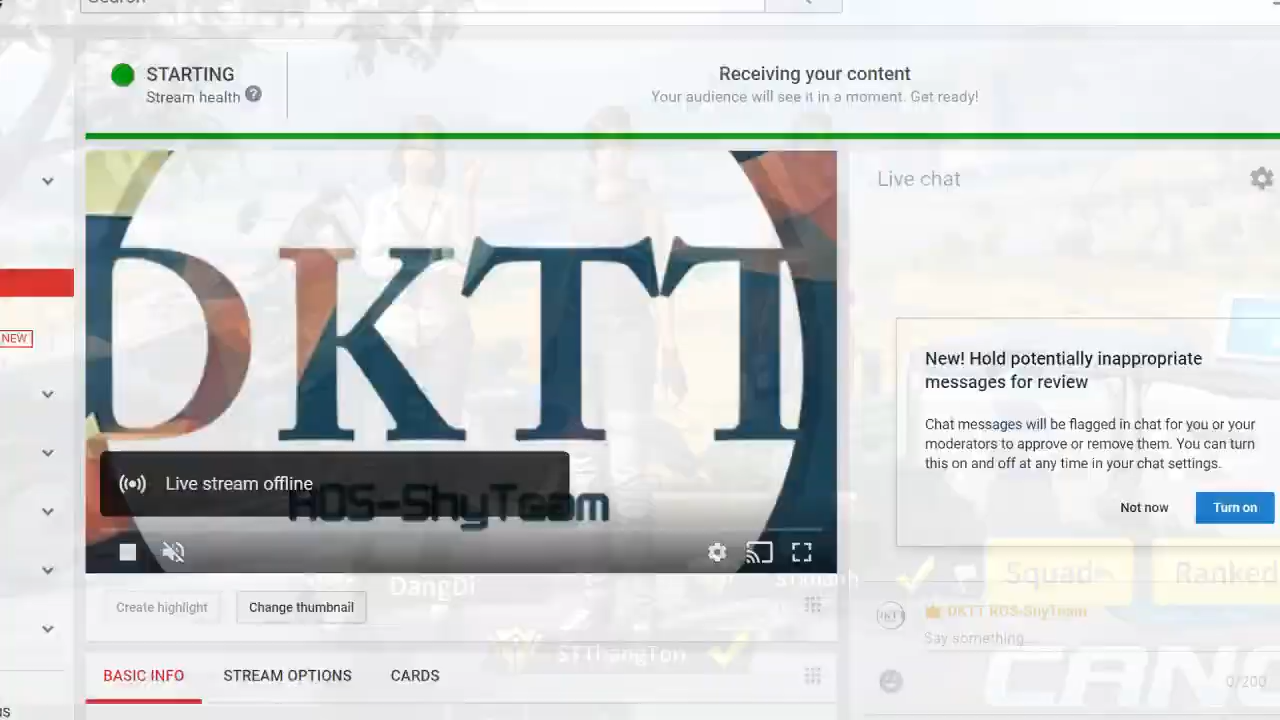 STARTING
Stream health
Receiving your content
Your audience will see it in a moment. Get ready!
Live chat
NEW
DKTT
ROS-ShyTeam
Live stream offline
New! Hold potentially inappropriate
messages for review
Chat messages will be flagged in chat for you or your
moderators to approve or remove them. You can turn
this on and off at any time in your chat settings.
Not now
Turn on
Squad
Ranked
DangDi
Create highlight
Change thumbnail
DKTT ROS-ShyTeam
Say something...
STThangTon
BASIC INFO
STREAM OPTIONS
CARDS
0/200